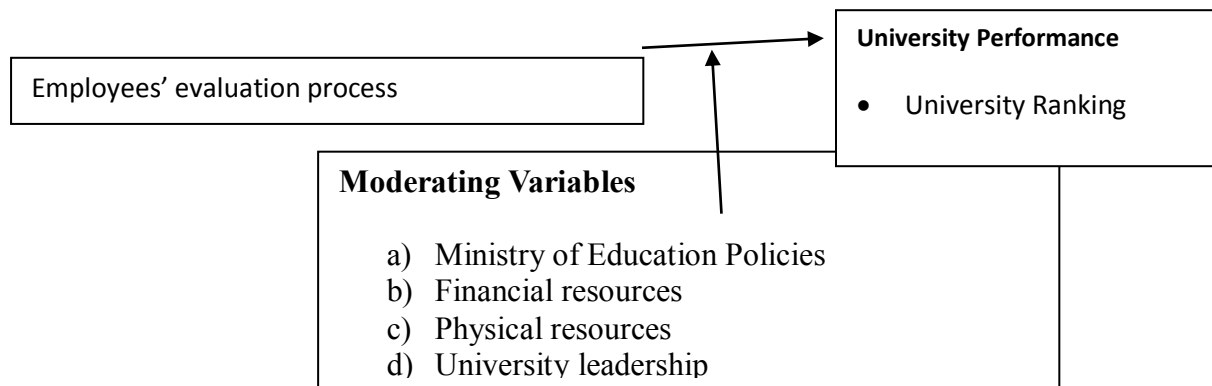 Employees’ evaluation process
University Performance
• University Ranking
Moderating Variables
a) Ministry of Education Policies
b) Financial resources
c) Physical resources
d) University leadership